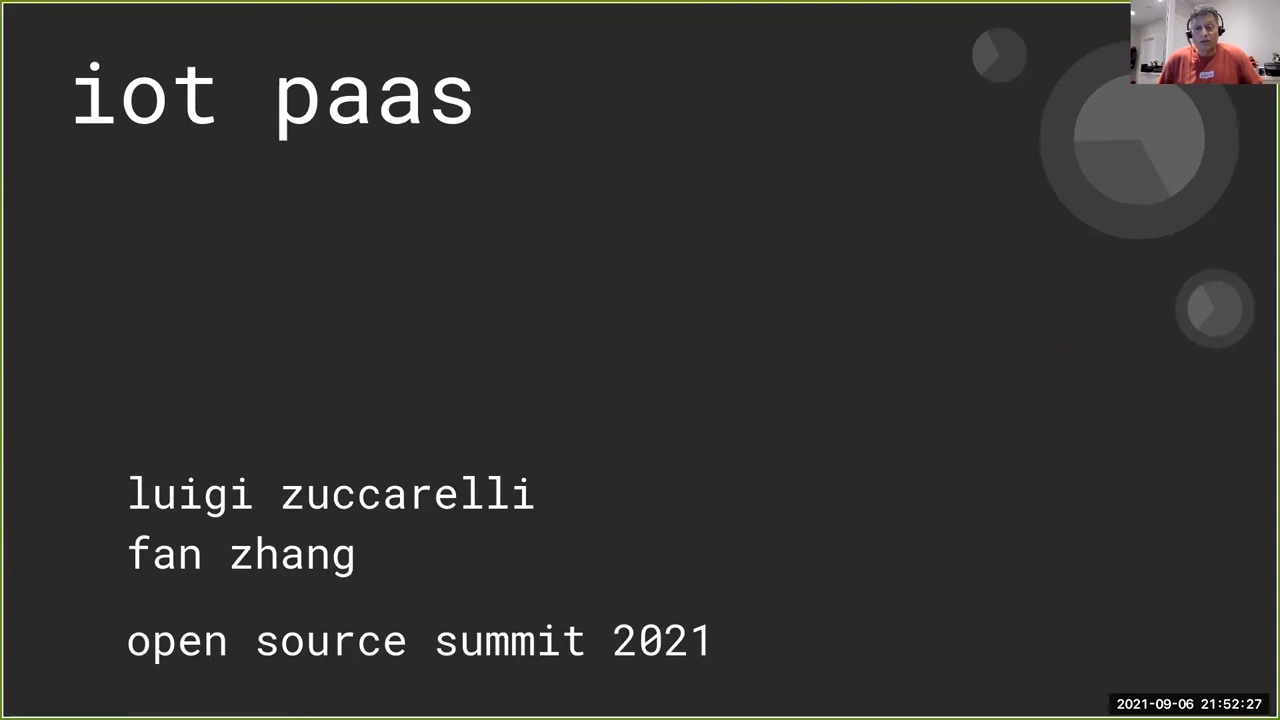 iot paas
luigi zuccarelli
fan zhang
open source summit 2021
2021-09-06 21:52:27